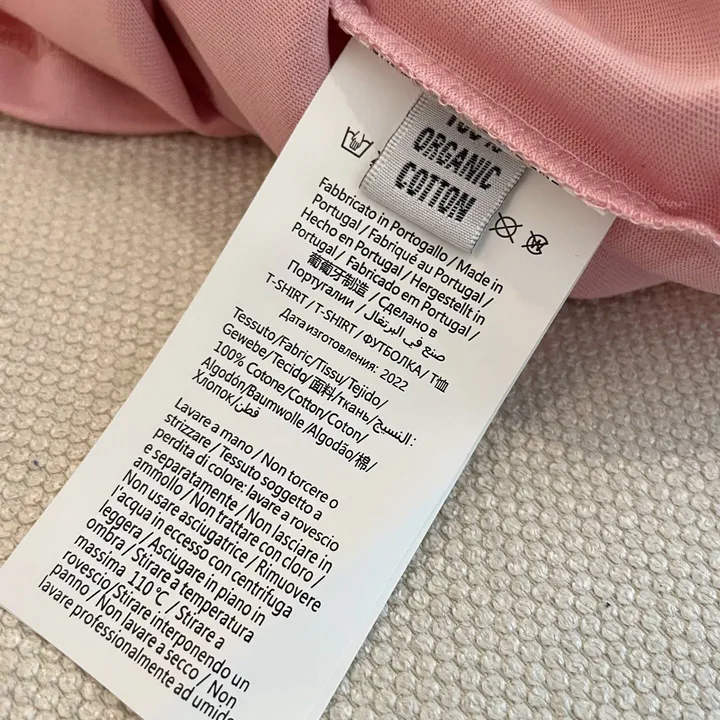 100%
ORGANIC
COTTON
Fabbricato in Portogallo / Made in
Portugal / Fabriqué au Portugal /
Hecho en Portugal / Hergestellt in
Portugal / Fabricado em Portugal /
葡萄牙制造 / Сделано в
Португалии / صنع في البرتغال
T-SHIRT / T-SHIRT / ФУТБОЛКА / T恤
Дата изготовления: 2022
Tessuto/Fabric/Tissu/Tejido/
Gewebe/Tecido/面料/ткань/النسيج:
100% Cotone/Cotton/Coton/
Algodón/Baumwolle /Algodão/棉/
Хлопок/قطن
Lavare a mano / Non torcere o
strizzare / Tessuto soggetto a
perdita di colore: lavare a rovescio
e separatamente / Non lasciare in
ammollo / Non trattare con cloro /
Non usare asciugatrice / Rimuovere
l'acqua in eccesso con centrifuga
leggera / Asciugare in piano in
ombra / Stirare a temperatura
massima 110°C / Stirare a
rovescio / Stirare interponendo un
panno / Non lavare a secco / Non
lavare professionalmente ad umido